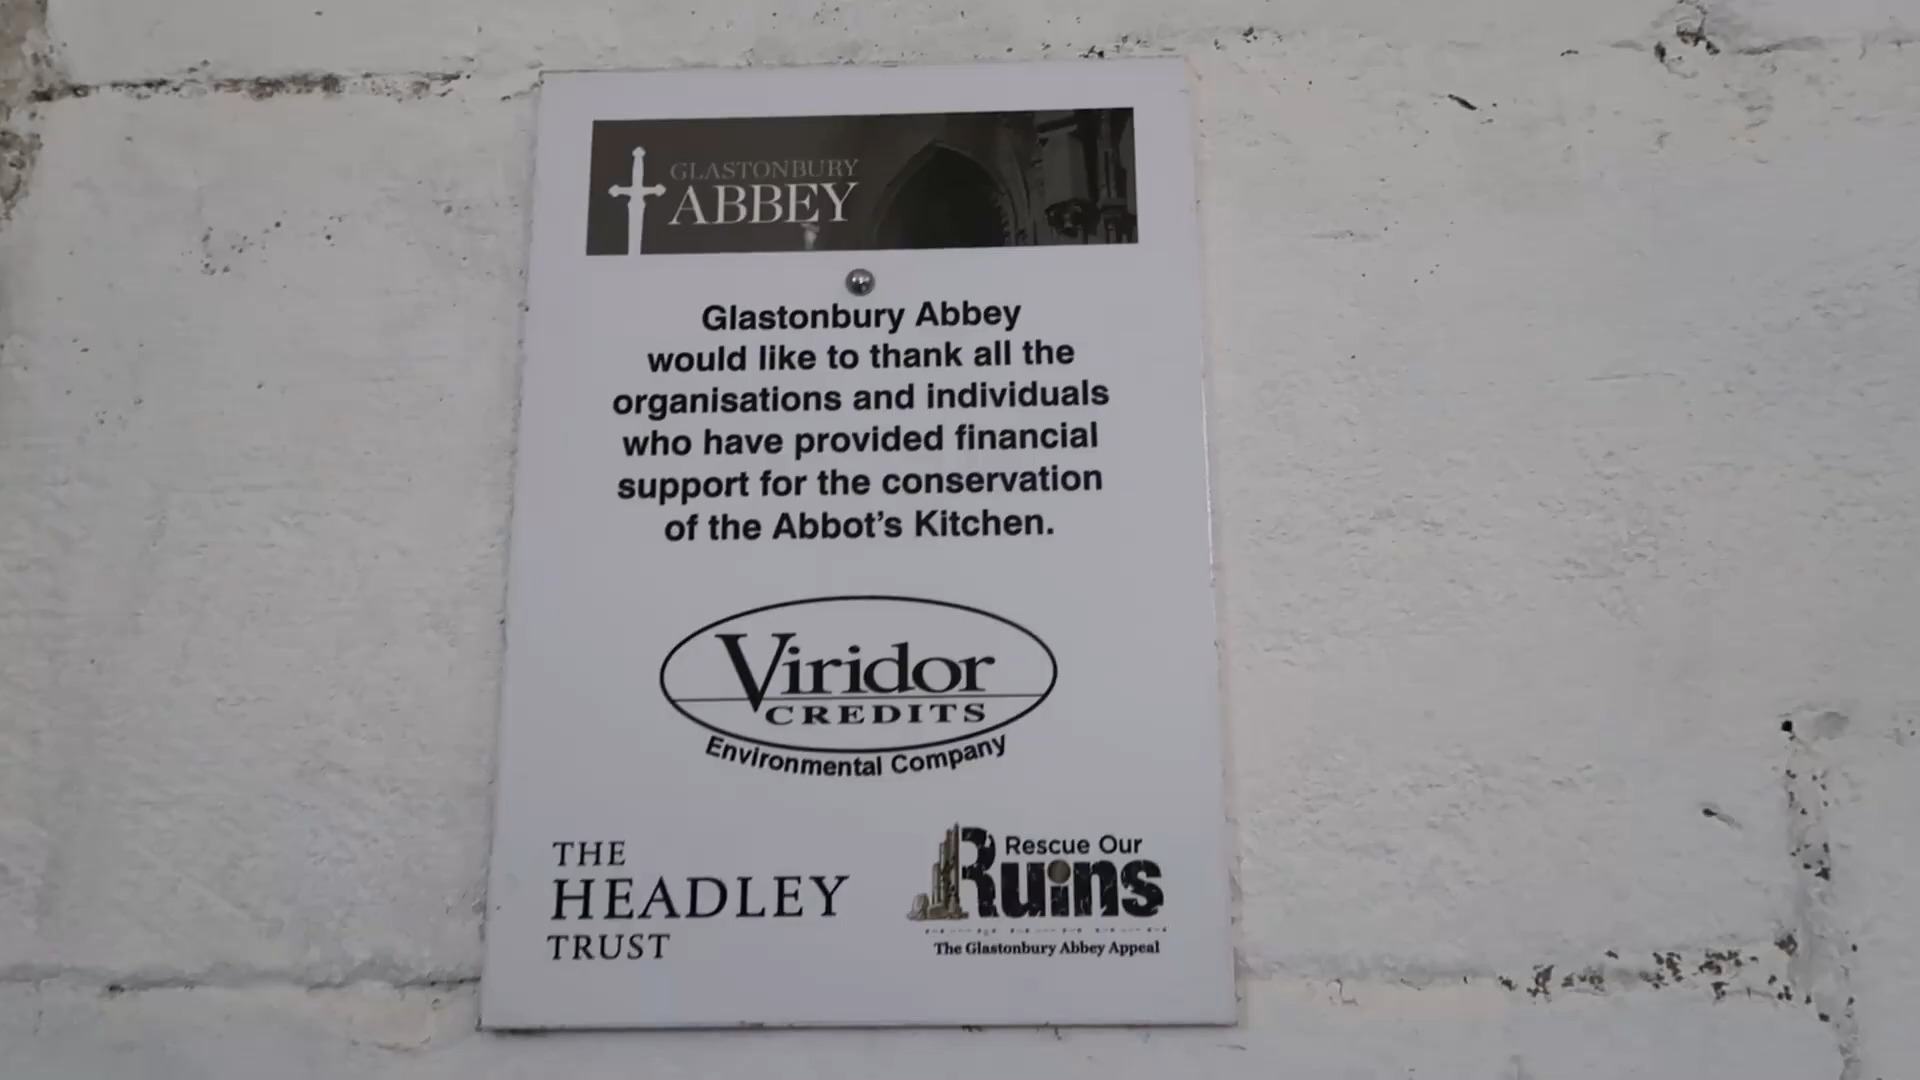 GLASTONBURY
ABBEY
Glastonbury Abbey
would like to thank all the
organisations and individuals
who have provided financial
support for the conservation
of the Abbot's Kitchen.
Viridor
CREDITS
Environmental Company
THE
HEADLEY
TRUST
Rescue Our
Ruins
The Glastonbury Abbey Appeal